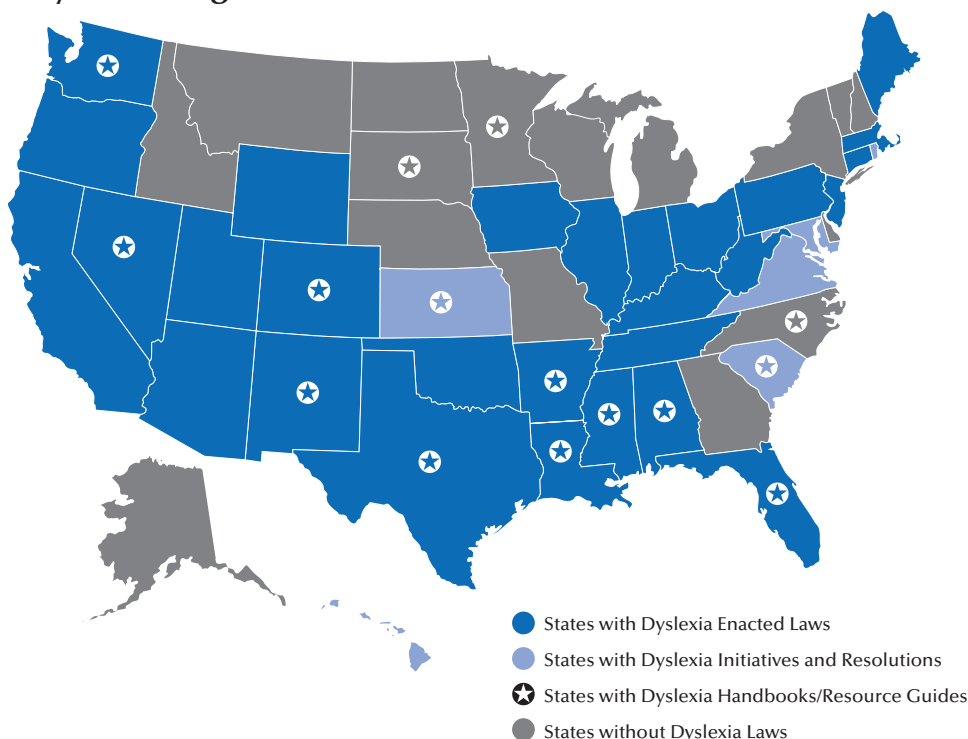 States with Dyslexia Enacted Laws
States with Dyslexia Initiatives and Resolutions
States with Dyslexia Handbooks/Resource Guides
States without Dyslexia Laws